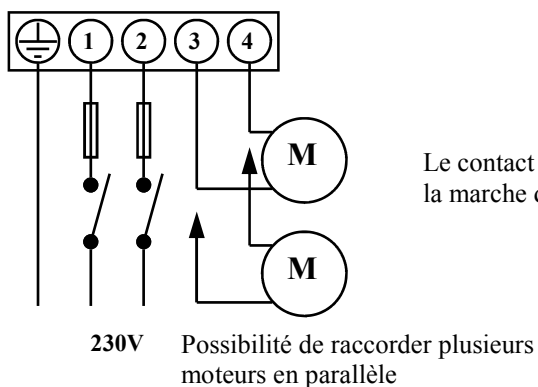 1 2 3 4
M
Le contact
la marche
M
230V Possibilité de raccorder plusieurs
moteurs en parallèle